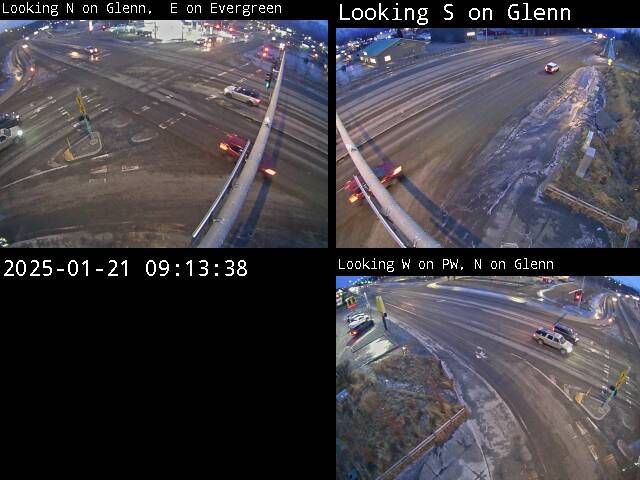 Looking N on Glenn,  E on Evergreen
Looking S on Glenn
2025-01-21 09:13:38
Looking W on PW, N on Glenn